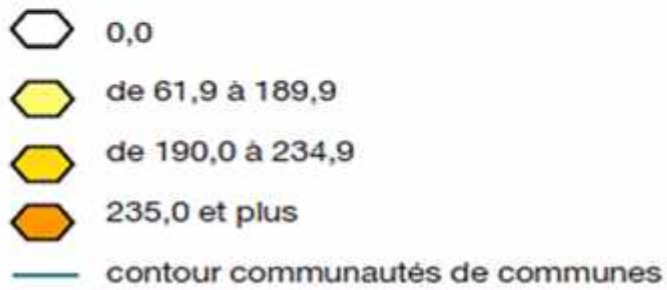 0,0
de 61,9 à 189,9
de 190,0 à 234,9
235,0 et plus
contour communautés de communes